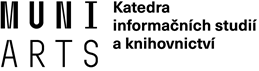 MUNI
ARTS
Katedra
informačních studií
a knihovnictví